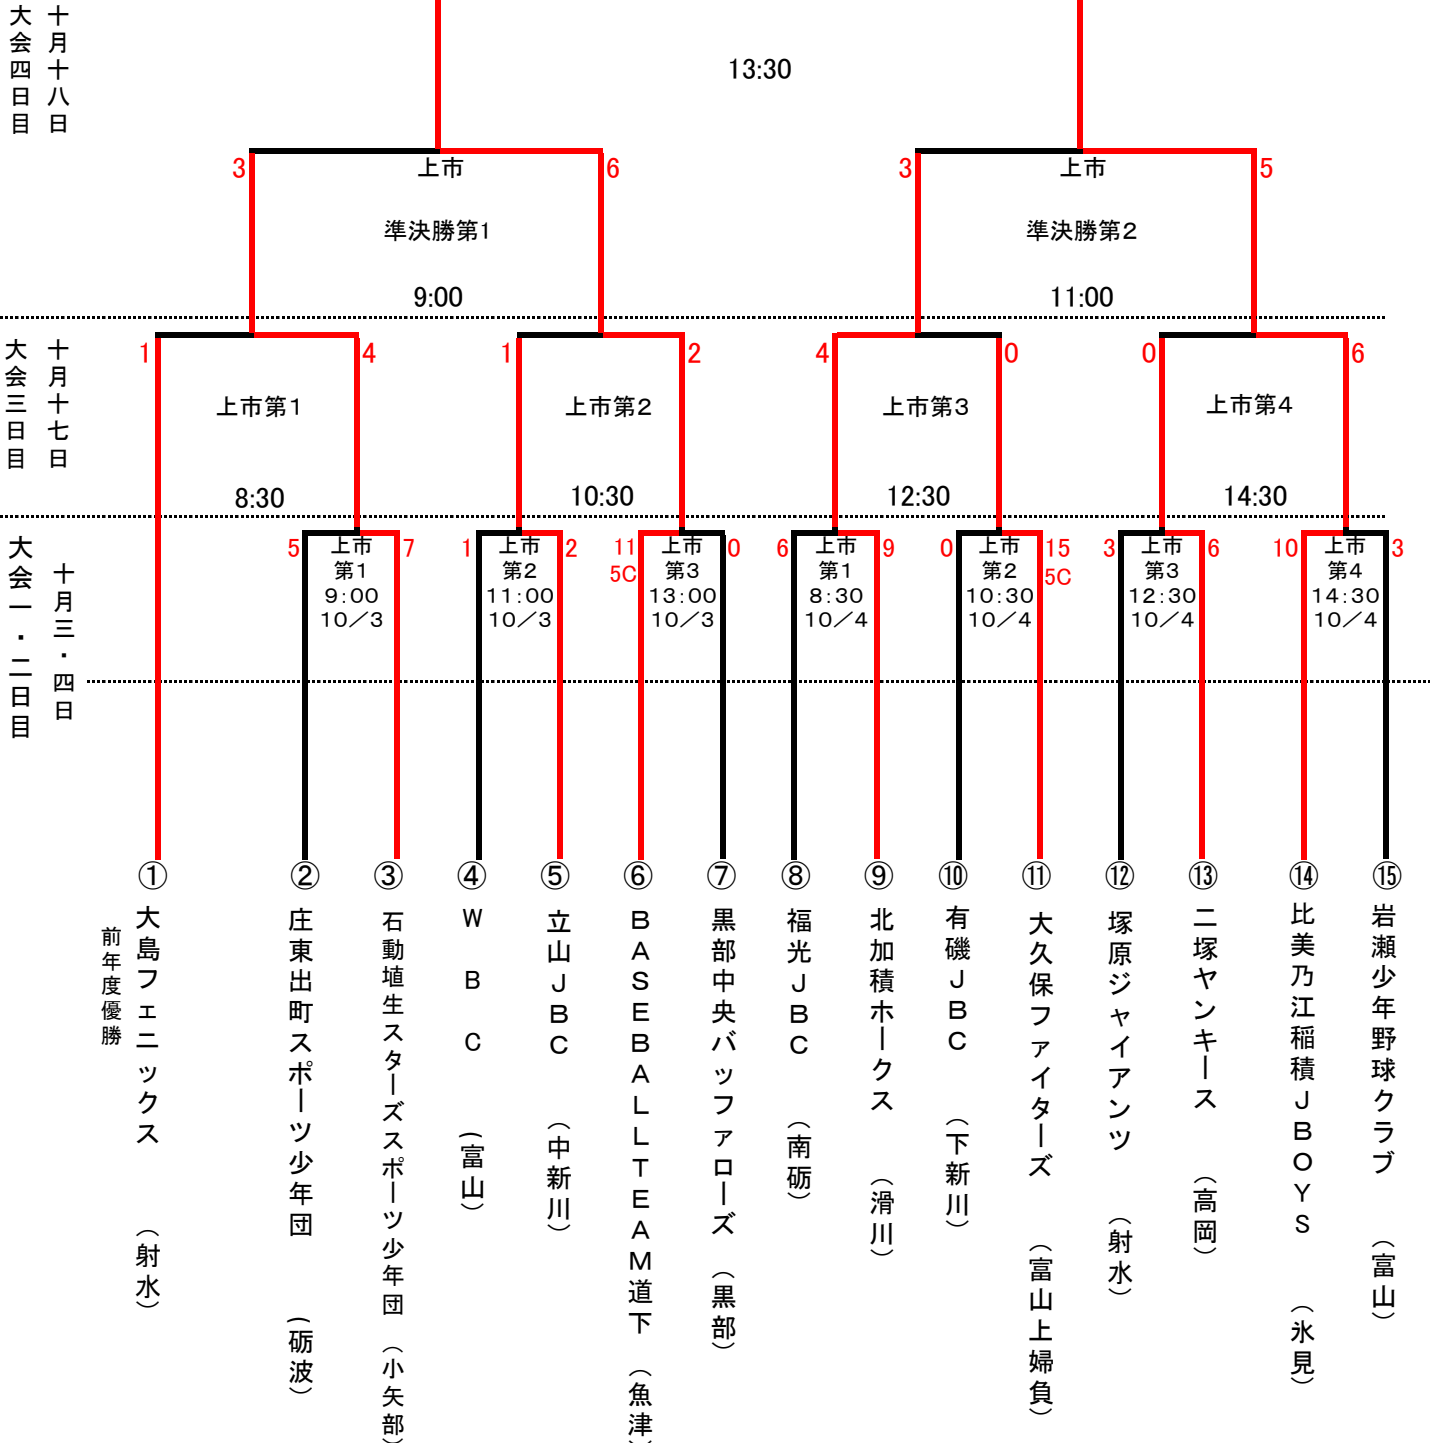 大会四日目
十月十八日
13:30
3
上市
6
準決勝第1
9:00
3
上市
5
準決勝第2
11:00
大会三日目
十月十七日
1
4
上市第1
8:30
1
2
上市第2
10:30
4
0
上市第3
12:30
0
6
上市第4
14:30
大会一・二日目
十月三・四日
5
上市
7
第1
9:00
10/3
1
上市
2
第2
11:00
10/3
11
上市
0
5C
第3
13:00
10/3
6
上市
9
第1
8:30
10/4
0
上市
15
第2
5C
10:30
10/4
3
上市
6
第3
12:30
10/4
10
上市
3
第4
14:30
10/4
①
大島フェニックス (射水)
前年度優勝
②
庄東出町スポーツ少年団 (砺波)
③
石動埴生スターズスポーツ少年団 (小矢部)
④
W B C (富山)
⑤
立山JBC (中新川)
⑥
BASEBALLTEAM道下 (魚津)
⑦
黒部中央バッファローズ (黒部)
⑧
福光JBC (南砺)
⑨
北加積ホークス (滑川)
⑩
有磯JBC (下新川)
⑪
大久保ファイターズ (富山上婦負)
⑫
塚原ジャイアンツ (射水)
⑬
二塚ヤンキース (高岡)
⑭
比美乃江稲積JBOYS (氷見)
⑮
岩瀬少年野球クラブ (富山)